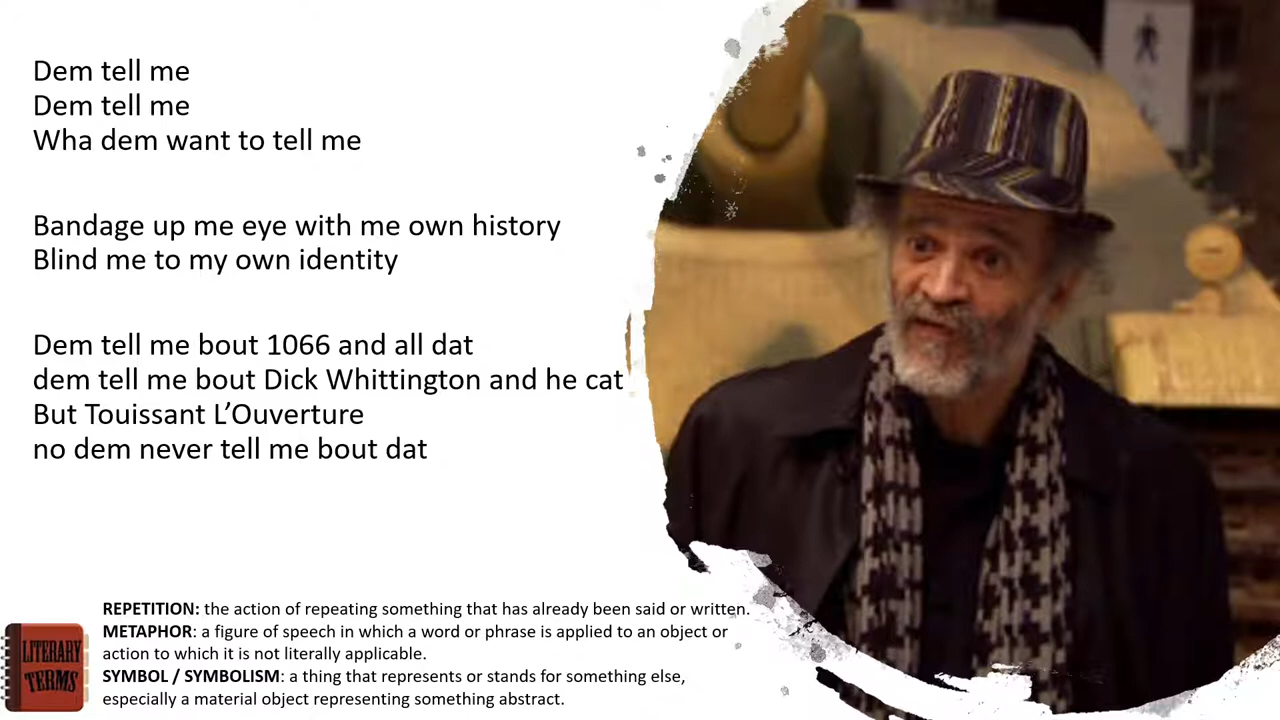 Dem tell me
Dem tell me
Wha dem want to tell me
Bandage up me eye with me own history
Blind me to my own identity
Dem tell me bout 1066 and all dat
dem tell me bout Dick Whittington and he cat
But Touissant L’Ouverture
no dem never tell me bout dat
REPETITION: the action of repeating something that has already been said or written.
METAPHOR: a figure of speech in which a word or phrase is applied to an object or
action to which it is not literally applicable.
SYMBOL / SYMBOLISM: a thing that represents or stands for something else,
especially a material object representing something abstract.
LITERARY
TERMS